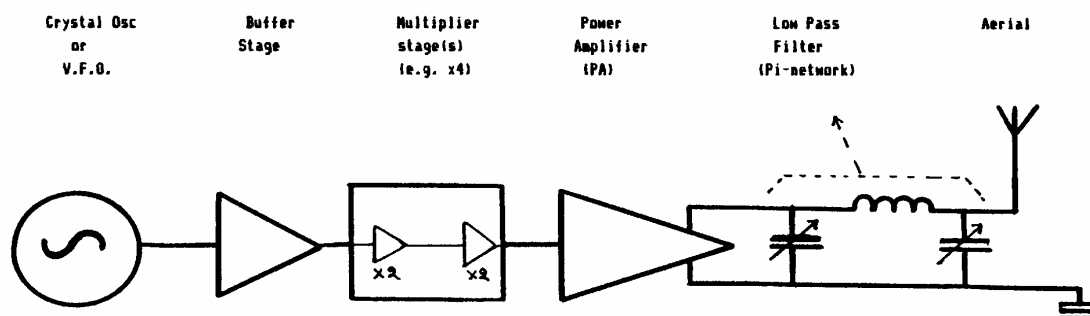 Crystal Osc
or
V.F.O.
Buffer
Stage
Multiplier
stage(s)
(e.g. x4)
Power
Amplifier
(PA)
Low Pass
Filter
(Pi-network)
Aerial
x2
x2